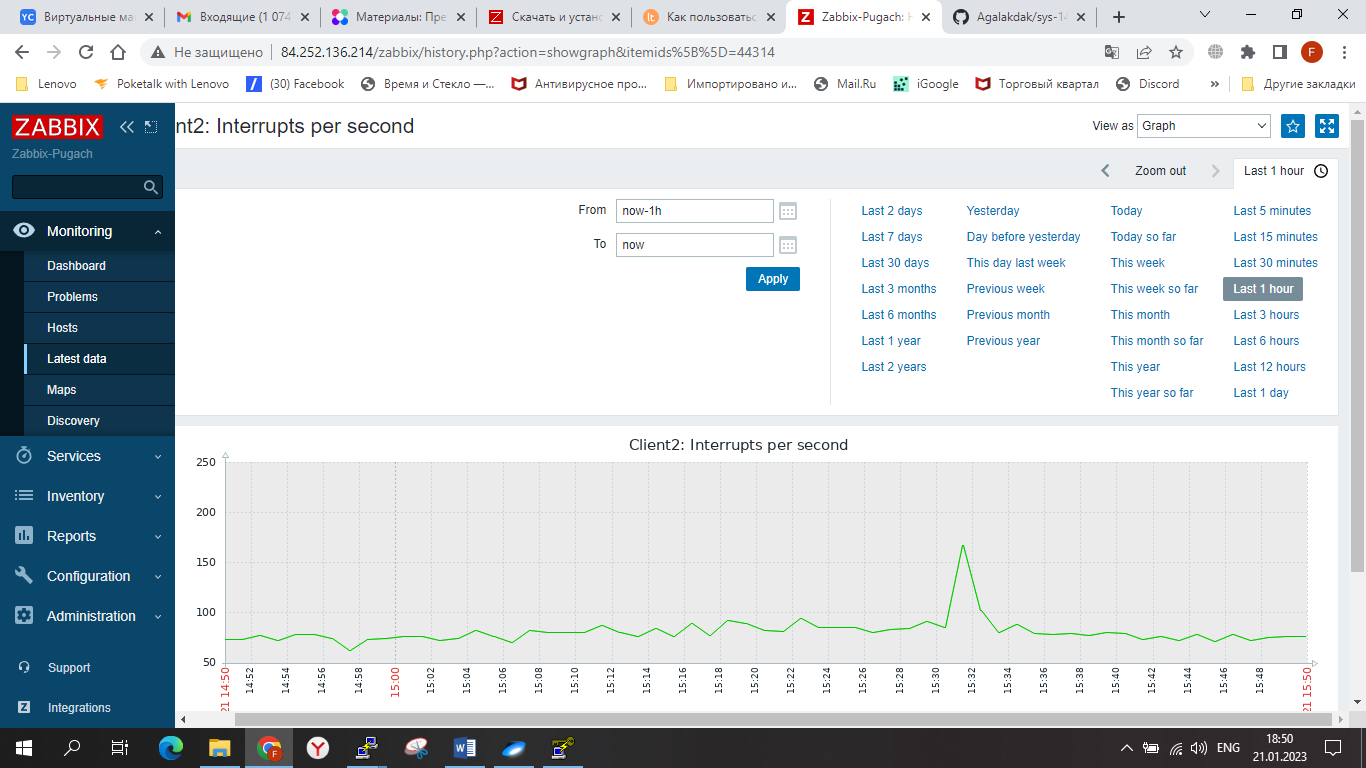 Виртуальные ма
Входящие (1 074
Материалы: Пре
Скачать и устано
Как пользоватьс
Zabbix-Pugach: H
Agalakdak/sys-14
Не защищено 84.252.136.214/zabbix/history.php?action=showgraph&itemids%5B%5D=44314
Lenovo
Poketalk with Lenovo
(30) Facebook
Время и Стекло —...
Антивирусное про...
Импортировано и...
Mail.Ru
iGoogle
Торговый квартал
Discord
»
Другие закладки
ZABBIX
Zabbix-Pugach
nt2: Interrupts per second
View as Graph
Monitoring
Dashboard
Problems
Hosts
Latest data
Maps
Discovery
Services
Inventory
Reports
Configuration
Administration
Support
Integrations
Zoom out
Last 1 hour
From now-1h
To now
Apply
Last 2 days Yesterday Today Last 5 minutes
Last 7 days Day before yesterday Today so far Last 15 minutes
Last 30 days This day last week This week Last 30 minutes
Last 3 months Previous week This week so far Last 1 hour
Last 6 months Previous month This month Last 3 hours
Last 1 year Previous year This month so far Last 6 hours
Last 2 years This year Last 12 hours
This year so far Last 1 day
Client2: Interrupts per second
250
200
150
100
50
21 14:50
14:52
14:54
14:56
14:58
15:00
15:02
15:04
15:06
15:08
15:10
15:12
15:14
15:16
15:18
15:20
15:22
15:24
15:26
15:28
15:30
15:32
15:34
15:36
15:38
15:40
15:42
15:44
15:46
15:48
21 15:50
ENG
18:50
21.01.2023